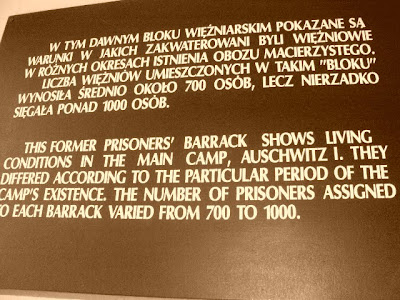 W TYM DAWNYM BLOKU WIĘŹNIARSKIM POKAZANE SĄ
WARUNKI W JAKICH ZAKWATEROWANI BYLI WIĘŹNIOWIE
W RÓŻNYCH OKRESACH ISTNIENIA OBOZU MACIERZYSTEGO.
LICZBA WIĘŹNIÓW UMIESZCZONYCH W TAKIM "BLOKU"
WYNOSIŁA ŚREDNIO OKOŁO 700 OSÓB, LECZ NIERZADKO
SIĘGAŁA PONAD 1000 OSÓB.
THIS FORMER PRISONERS' BARRACK SHOWS LIVING
CONDITIONS IN THE MAIN CAMP, AUSCHWITZ I. THEY
DIFFERED ACCORDING TO THE PARTICULAR PERIOD OF THE
CAMP'S EXISTENCE. THE NUMBER OF PRISONERS ASSIGNED
TO EACH BARRACK VARIED FROM 700 TO 1000.